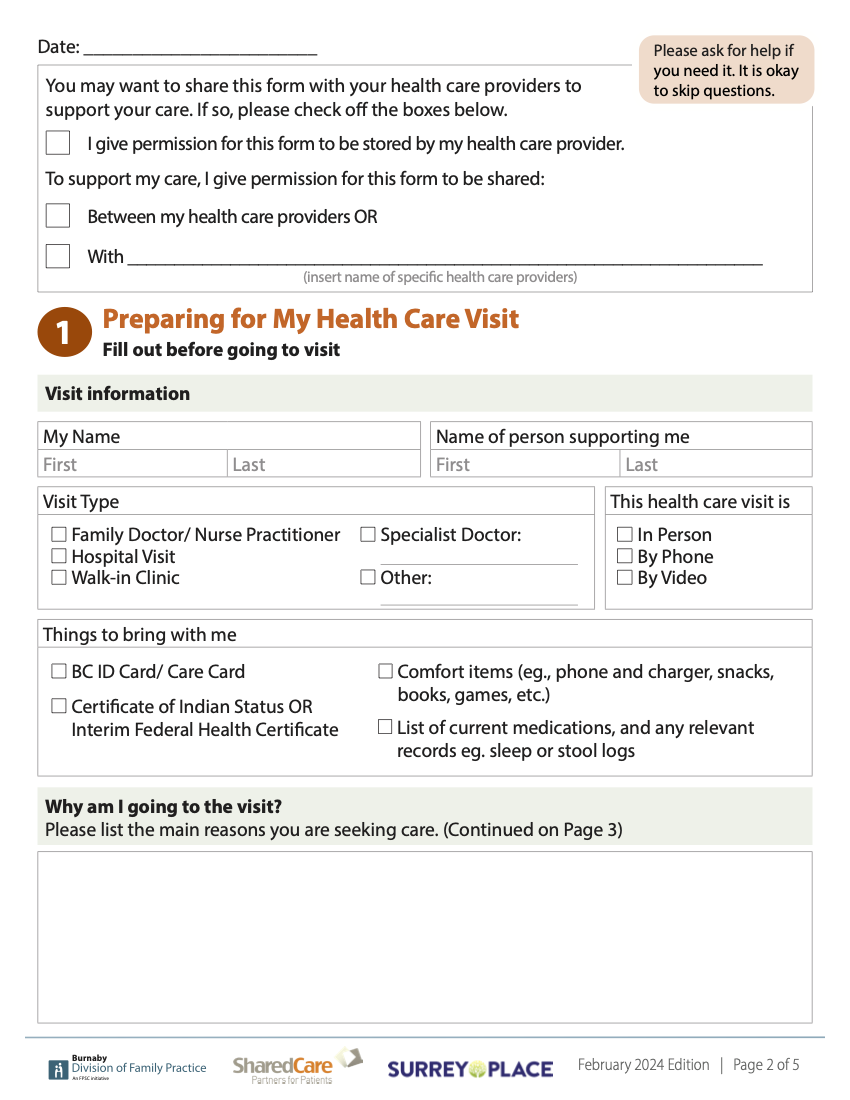 Date: ________________________
Please ask for help if
you need it. It is okay
to skip questions.
You may want to share this form with your health care providers to
support your care. If so, please check off the boxes below.
I give permission for this form to be stored by my health care provider.
To support my care, I give permission for this form to be shared:
Between my health care providers OR
With ______________________________________________________________________
(insert name of specific health care providers)
1
Preparing for My Health Care Visit
Fill out before going to visit
Visit information
My Name
First Last
Name of person supporting me
First Last
Visit Type
Family Doctor/ Nurse Practitioner
Hospital Visit
Walk-in Clinic
Specialist Doctor:
Other:
This health care visit is
In Person
By Phone
By Video
Things to bring with me
BC ID Card/ Care Card
Certificate of Indian Status OR
Interim Federal Health Certificate
Comfort items (eg., phone and charger, snacks,
books, games, etc.)
List of current medications, and any relevant
records eg. sleep or stool logs
Why am I going to the visit?
Please list the main reasons you are seeking care. (Continued on Page 3)
Burnaby
Division of Family Practice
An FPSC initiative
SharedCare
Partners for Patients
SURREY PLACE
February 2024 Edition | Page 2 of 5